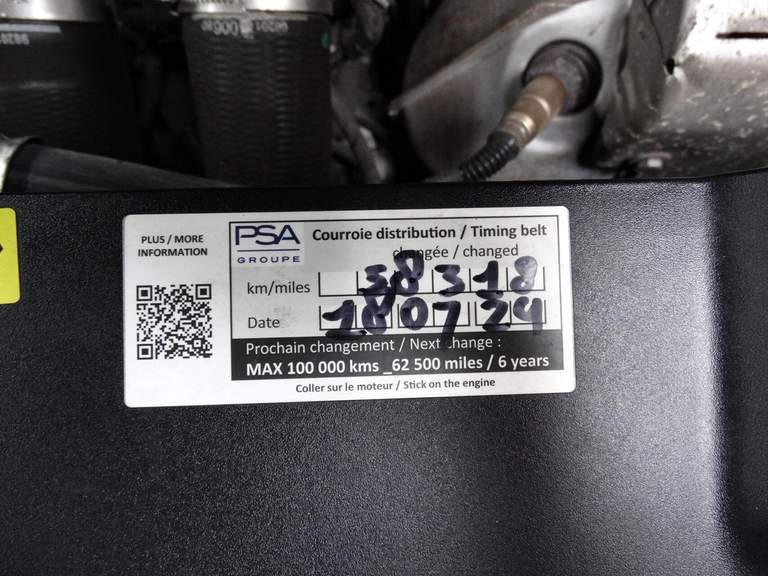 PLUS / MORE
INFORMATION
PSA
GROUPE
Courroie distribution / Timing belt
changée / changed
km/miles 38318
Date 18 07 24
Prochain changement / Next change :
MAX 100 000 kms _62 500 miles / 6 years
Coller sur le moteur / Stick on the engine